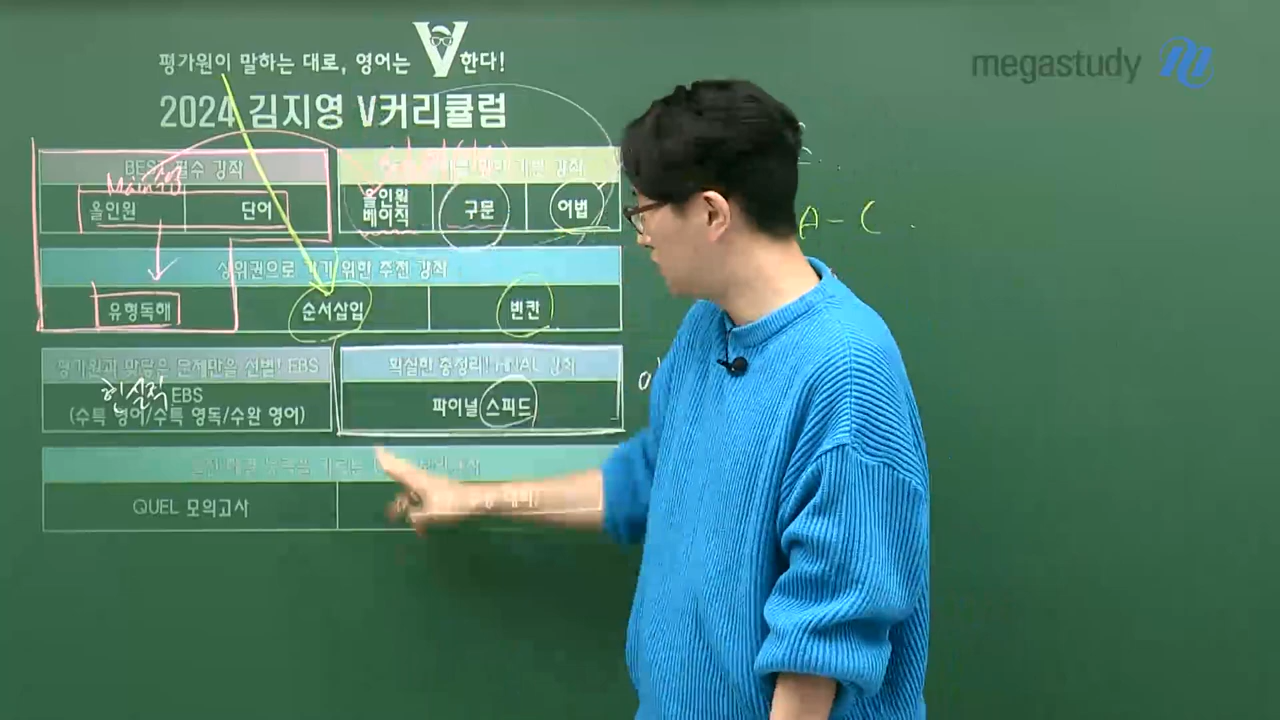 평가원이 말하는 대로, 영어는 V한다!
megastudy
2024 김지영 V커리큘럼
BEST 필수 강좌
Main
올인원 단어
올인원 베이직 구문 어법
A-C.
상위권으로 가기 위한 추천 강좌
유형독해 순서삽입 빈칸
평가원과 맞닿은 문제만을 선별! EBS
확실한 총정리! FINAL 강좌
EBS
(수특 영어/수특 영독/수완 영어)
파이널 스피드
QUEL 모의고사